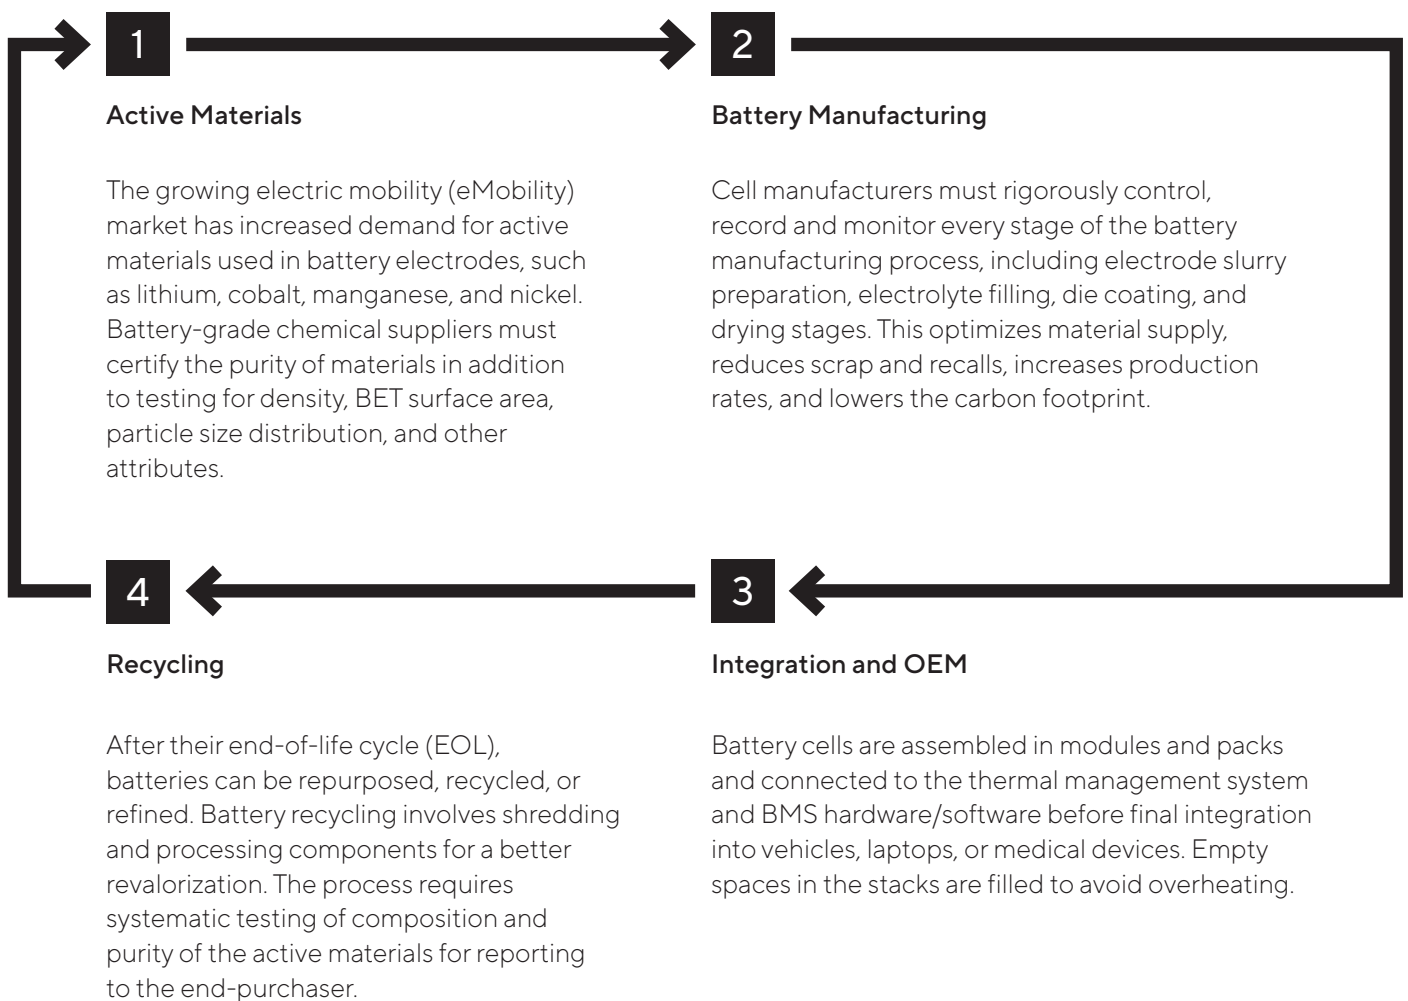 1
Active Materials
The growing electric mobility (eMobility)
market has increased demand for active
materials used in battery electrodes, such
as lithium, cobalt, manganese, and nickel.
Battery-grade chemical suppliers must
certify the purity of materials in addition
to testing for density, BET surface area,
particle size distribution, and other
attributes.
2
Battery Manufacturing
Cell manufacturers must rigorously control,
record and monitor every stage of the battery
manufacturing process, including electrode slurry
preparation, electrolyte filling, die coating, and
drying stages. This optimizes material supply,
reduces scrap and recalls, increases production
rates, and lowers the carbon footprint.
3
Integration and OEM
Battery cells are assembled in modules and packs
and connected to the thermal management system
and BMS hardware/software before final integration
into vehicles, laptops, or medical devices. Empty
spaces in the stacks are filled to avoid overheating.
4
Recycling
After their end-of-life cycle (EOL),
batteries can be repurposed, recycled, or
refined. Battery recycling involves shredding
and processing components for a better
revalorization. The process requires
systematic testing of composition and
purity of the active materials for reporting
to the end-purchaser.